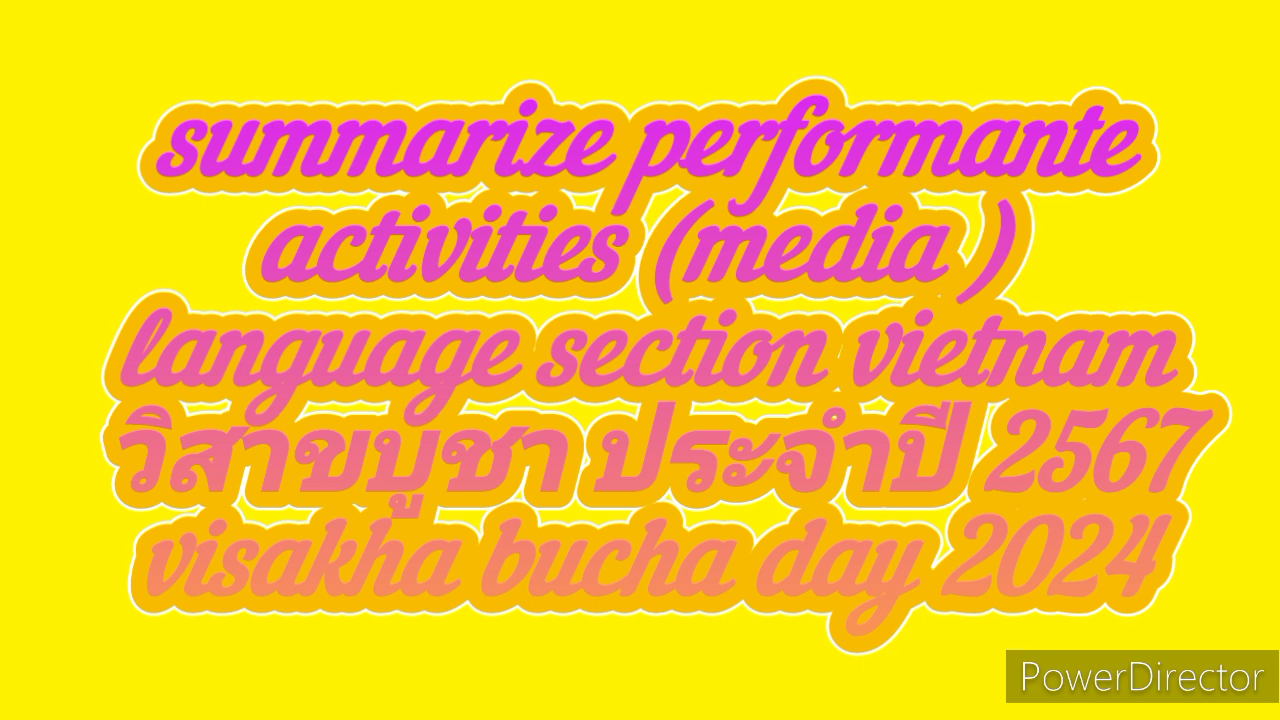 summarize performante
activities (media )
language section vietnam
วิสาขบูชา ประจำปี 2567
visakha bucha day 2024
PowerDirector